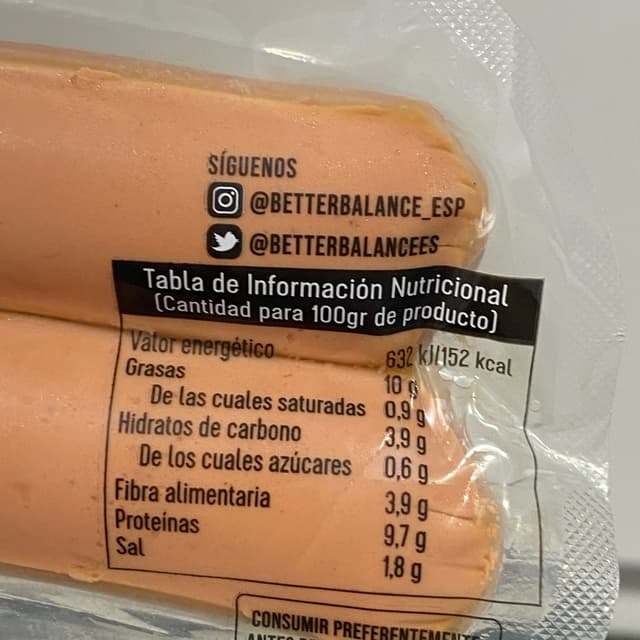 SÍGUENOS
@BETTERBALANCE_ESP
@BETTERBALANCEES
Tabla de Información Nutricional
(Cantidad para 100gr de producto)
Valor energético 632 kJ/152 kcal
Grasas 10 g
De las cuales saturadas 0,9 g
Hidratos de carbono 3,9 g
De los cuales azúcares 0,6 g
Fibra alimentaria 3,9 g
Proteínas 9,7 g
Sal 1,8 g
CONSUMIR PREFERENTEMENTE